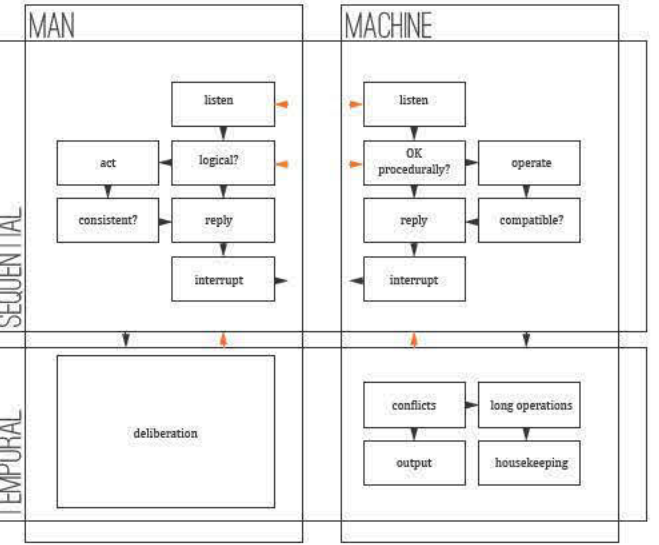 MAN
MACHINE
SEQUENTIAL
listen
listen
act
logical?
OK
procedurally?
operate
consistent?
reply
reply
compatible?
interrupt
interrupt
TEMPORAL
deliberation
conflicts
long operations
output
housekeeping